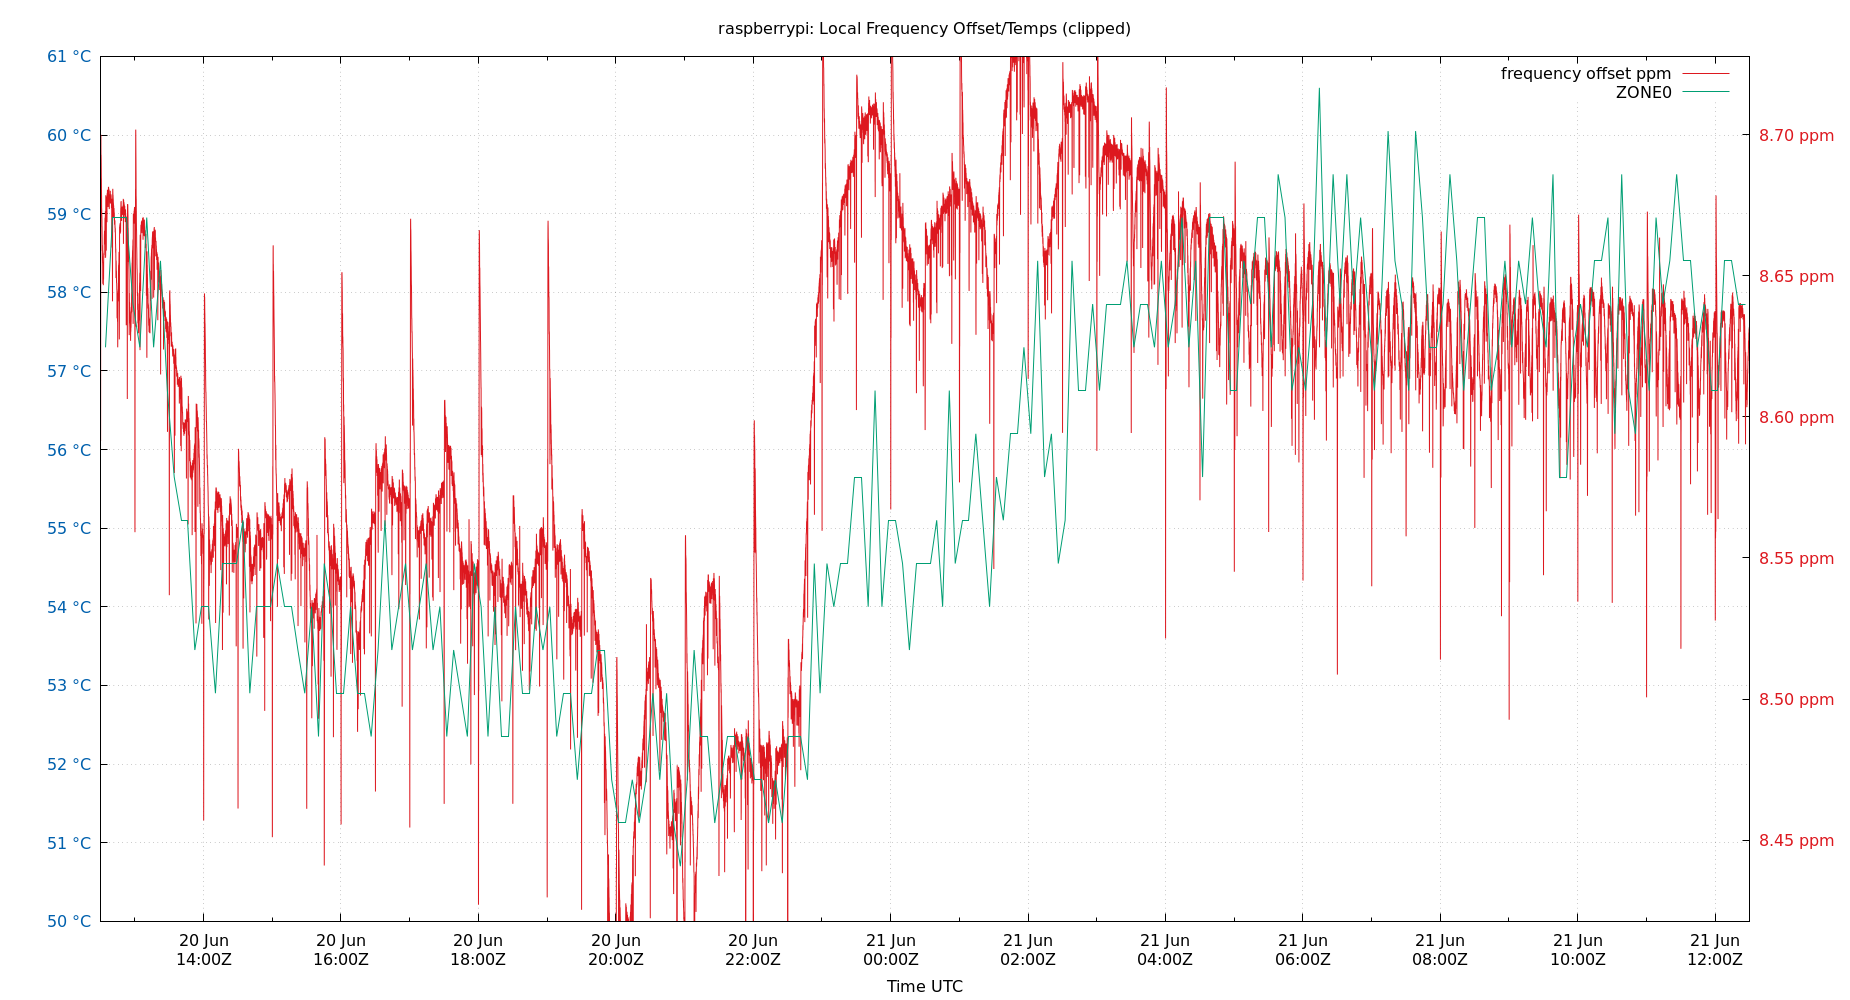 raspberrypi: Local Frequency Offset/Temps (clipped)
frequency offset ppm
ZONE0
61 °C
60 °C
59 °C
58 °C
57 °C
56 °C
55 °C
54 °C
53 °C
52 °C
51 °C
50 °C
8.70 ppm
8.65 ppm
8.60 ppm
8.55 ppm
8.50 ppm
8.45 ppm
20 Jun
14:00Z
20 Jun
16:00Z
20 Jun
18:00Z
20 Jun
20:00Z
20 Jun
22:00Z
21 Jun
00:00Z
21 Jun
02:00Z
21 Jun
04:00Z
21 Jun
06:00Z
21 Jun
08:00Z
21 Jun
10:00Z
21 Jun
12:00Z
Time UTC